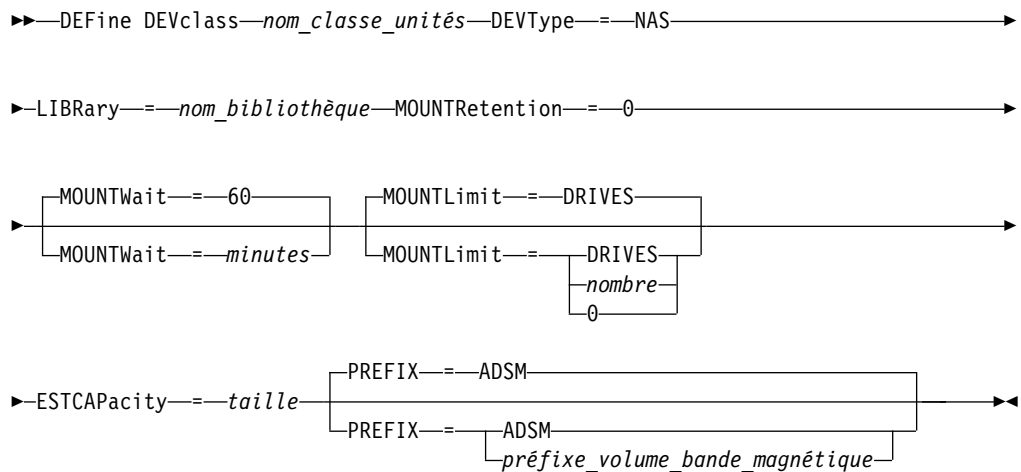 DEFine DEVclass nom_classe_unités DEVType = NAS
LIBRary = nom_bibliothèque MOUNTRetention = 0
MOUNTWait = 60 MOUNTLimit = DRIVES
MOUNTWait = minutes MOUNTLimit = DRIVES
nombre
0
PREFIX = ADSM
ESTCAPacity = taille
PREFIX = ADSM
préfixe_volume_bande_magnétique